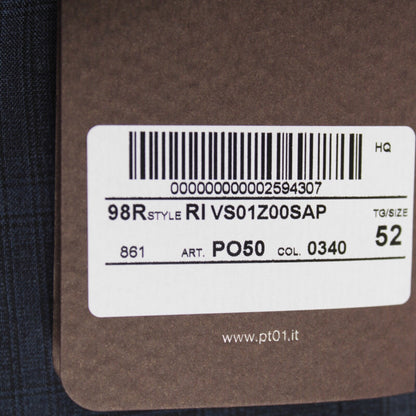 HQ
000000000002594307
98R STYLE RI VS01Z00SAP TG/SIZE
861 ART. PO50 COL. 0340 52
www.pt01.it